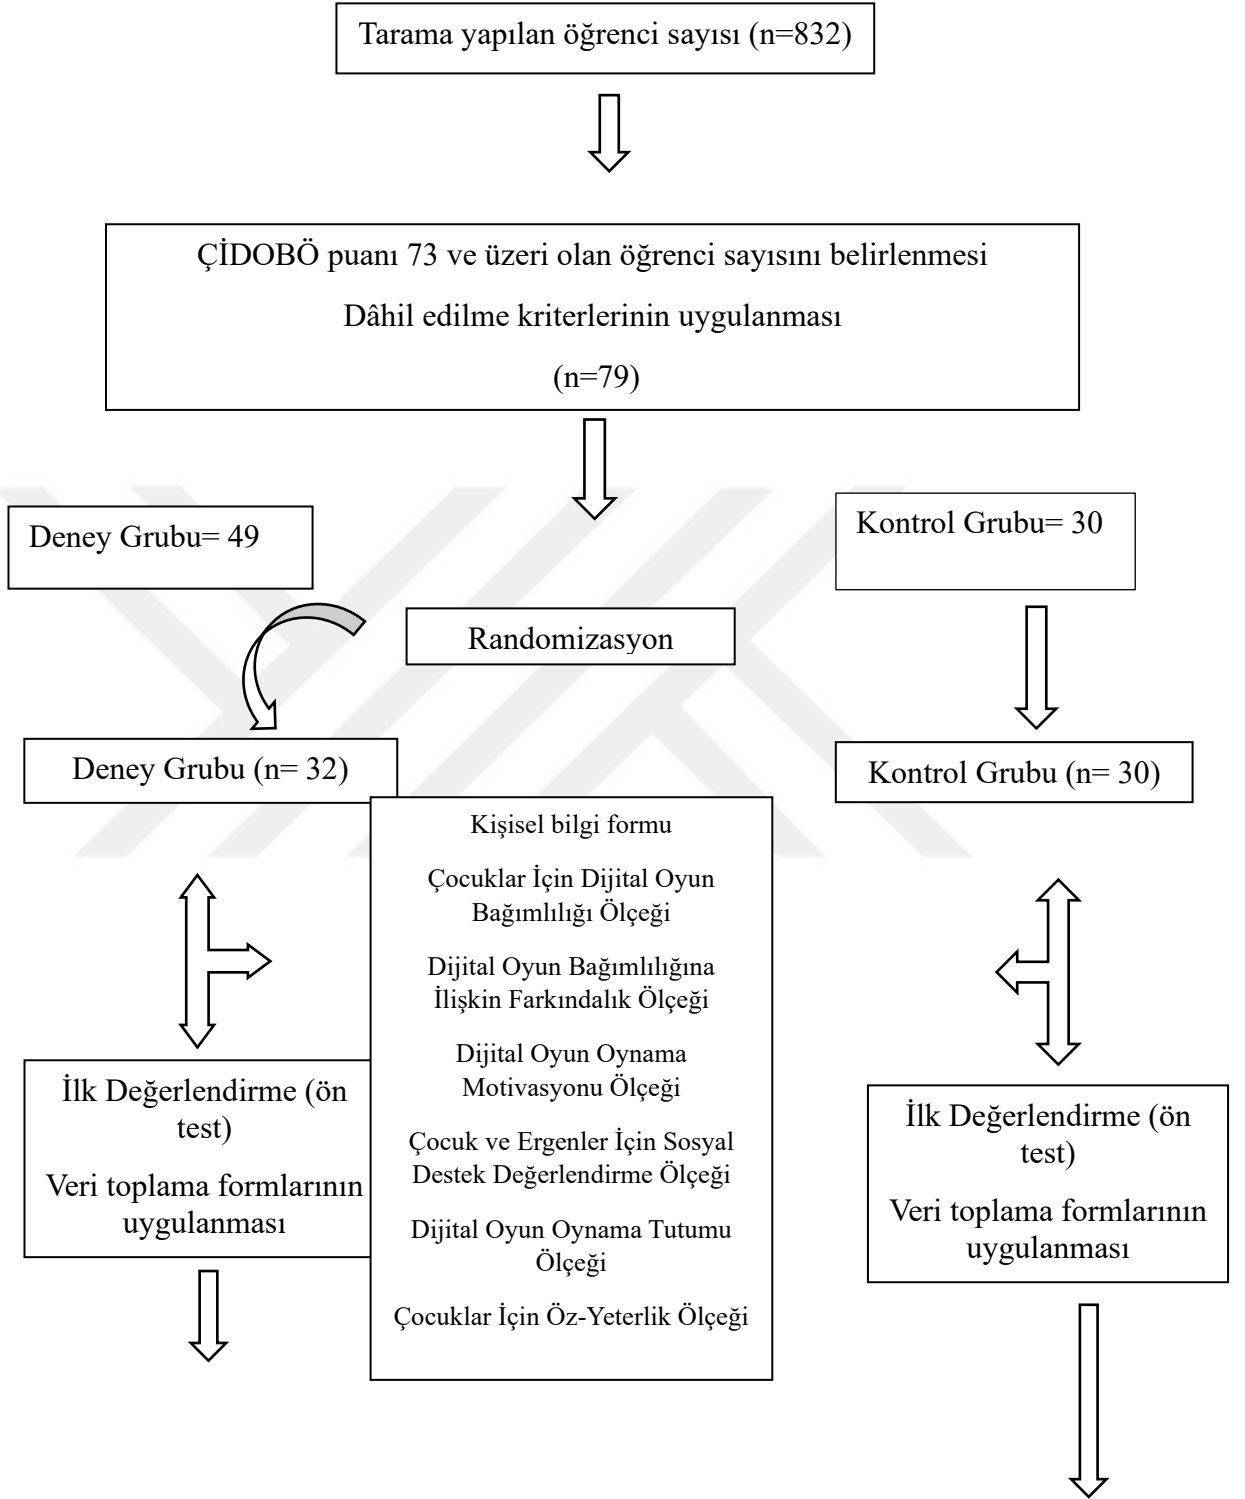 Tarama yapılan öğrenci sayısı (n=832)
ÇİDOBÖ puanı 73 ve üzeri olan öğrenci sayısını belirlenmesi
Dâhil edilme kriterlerinin uygulanması
(n=79)
Deney Grubu= 49
Kontrol Grubu= 30
Randomizasyon
Deney Grubu (n= 32)
Kontrol Grubu (n= 30)
Kişisel bilgi formu
Çocuklar İçin Dijital Oyun
Bağımlılığı Ölçeği
Dijital Oyun Bağımlılığına
İlişkin Farkındalık Ölçeği
Dijital Oyun Oynama
Motivasyonu Ölçeği
Çocuk ve Ergenler İçin Sosyal
Destek Değerlendirme Ölçeği
Dijital Oyun Oynama Tutumu
Ölçeği
Çocuklar İçin Öz-Yeterlik Ölçeği
İlk Değerlendirme (ön
test)
Veri toplama formlarının
uygulanması
İlk Değerlendirme (ön
test)
Veri toplama formlarının
uygulanması